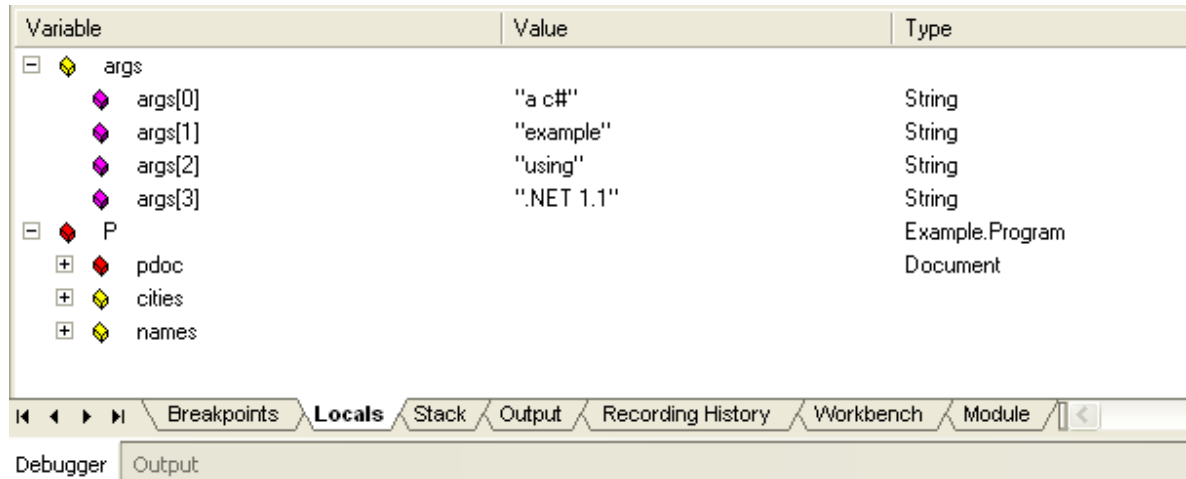 Variable Value Type
args
args[0] "a c#" String
args[1] "example" String
args[2] "using" String
args[3] ".NET 1.1" String
P Example.Program
pdoc Document
cities
names
Breakpoints Locals Stack Output Recording History Workbench Module
Debugger Output